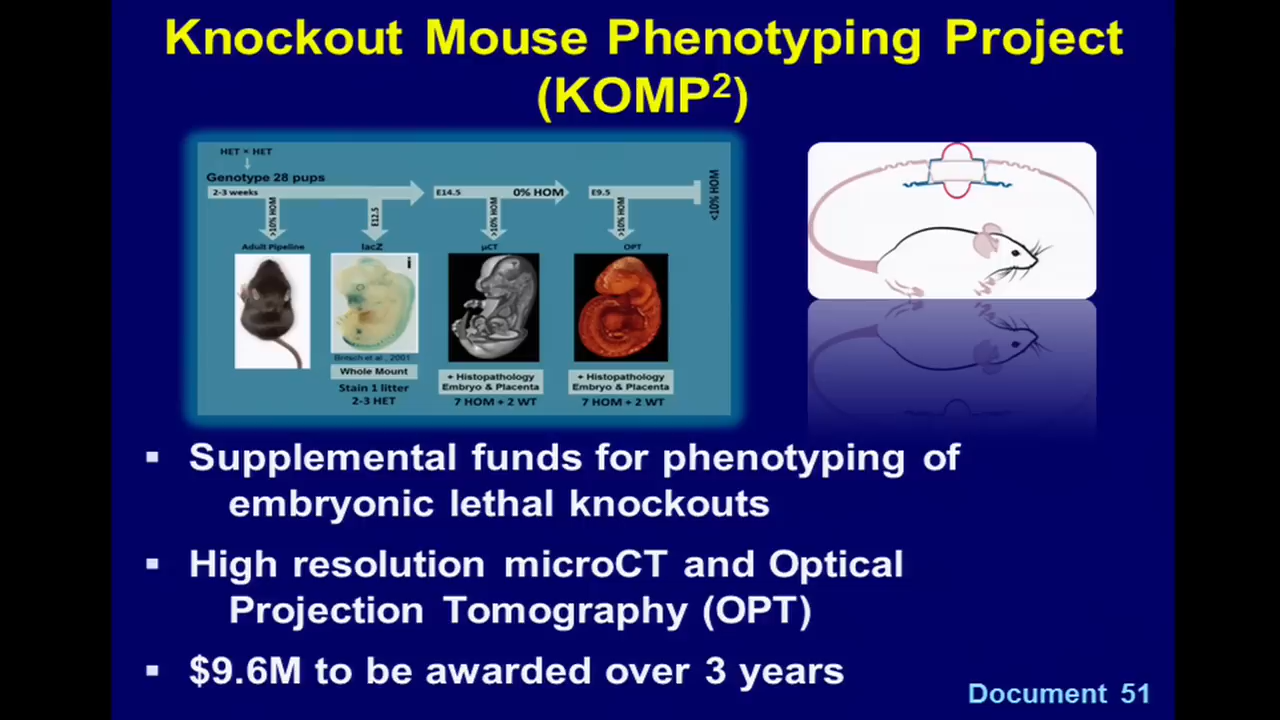 Knockout Mouse Phenotyping Project
(KOMP²)
HET × HET
Genotype 28 pups
2-3 weeks
E14.5
0% HOM
E9.5
<10% HOM
>10% HOM
E12.5
>10% HOM
>10% HOM
Adult Pipeline
lacZ
µCT
OPT
i
Britsch et al., 2001
Whole Mount
Stain 1 litter
2-3 HET
+ Histopathology
Embryo & Placenta
7 HOM + 2 WT
+ Histopathology
Embryo & Placenta
7 HOM + 2 WT
▪ Supplemental funds for phenotyping of
embryonic lethal knockouts
▪ High resolution microCT and Optical
Projection Tomography (OPT)
▪ $9.6M to be awarded over 3 years
Document 51